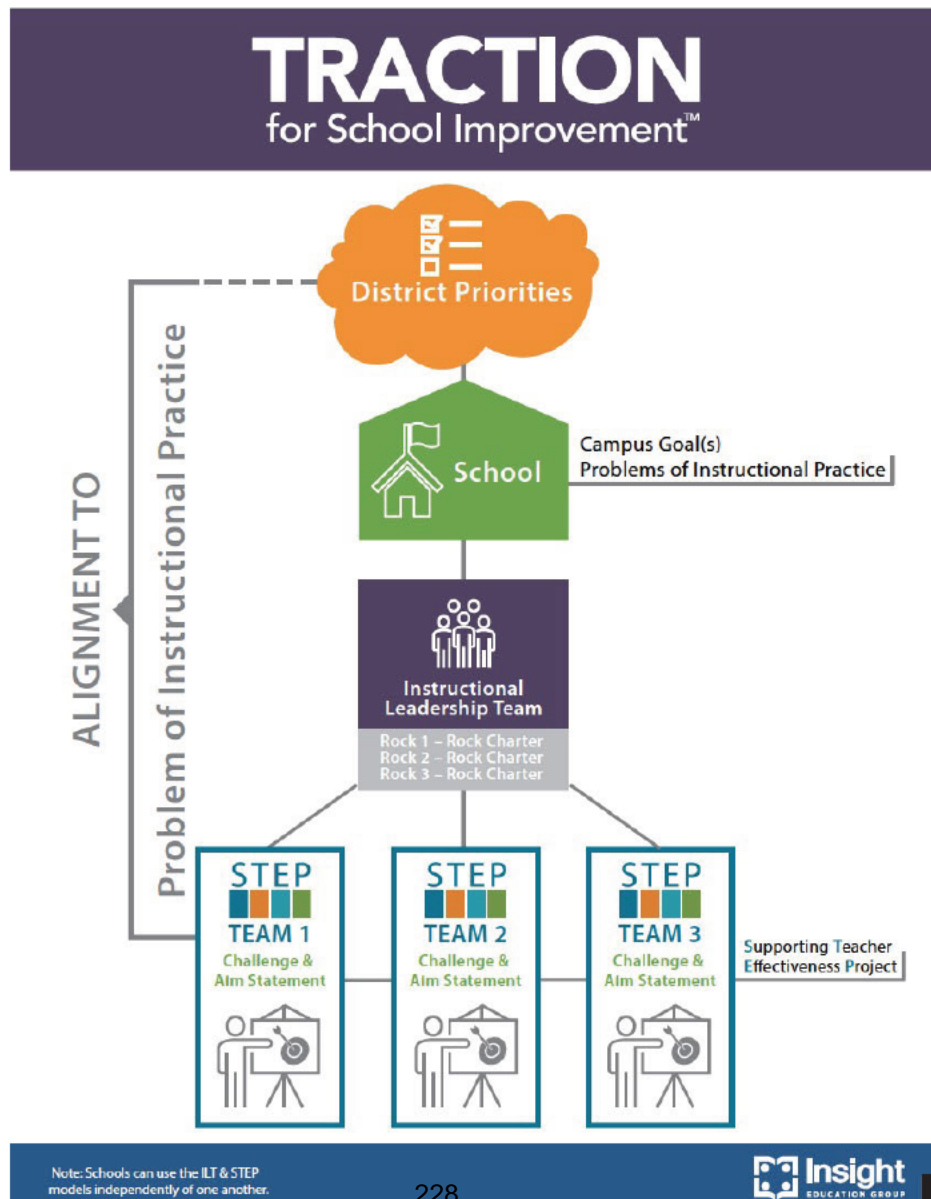 TRACTION
for School Improvement™
District Priorities
School
Campus Goal(s)
Problems of Instructional Practice
ALIGNMENT TO
Problem of Instructional Practice
Instructional
Leadership Team
Rock 1 – Rock Charter
Rock 2 – Rock Charter
Rock 3 – Rock Charter
STEP
TEAM 1
Challenge &
Aim Statement
STEP
TEAM 2
Challenge &
Aim Statement
STEP
TEAM 3
Challenge &
Aim Statement
Supporting Teacher
Effectiveness Project
Note: Schools can use the ILT & STEP
models independently of one another.
228
Insight
EDUCATION GROUP